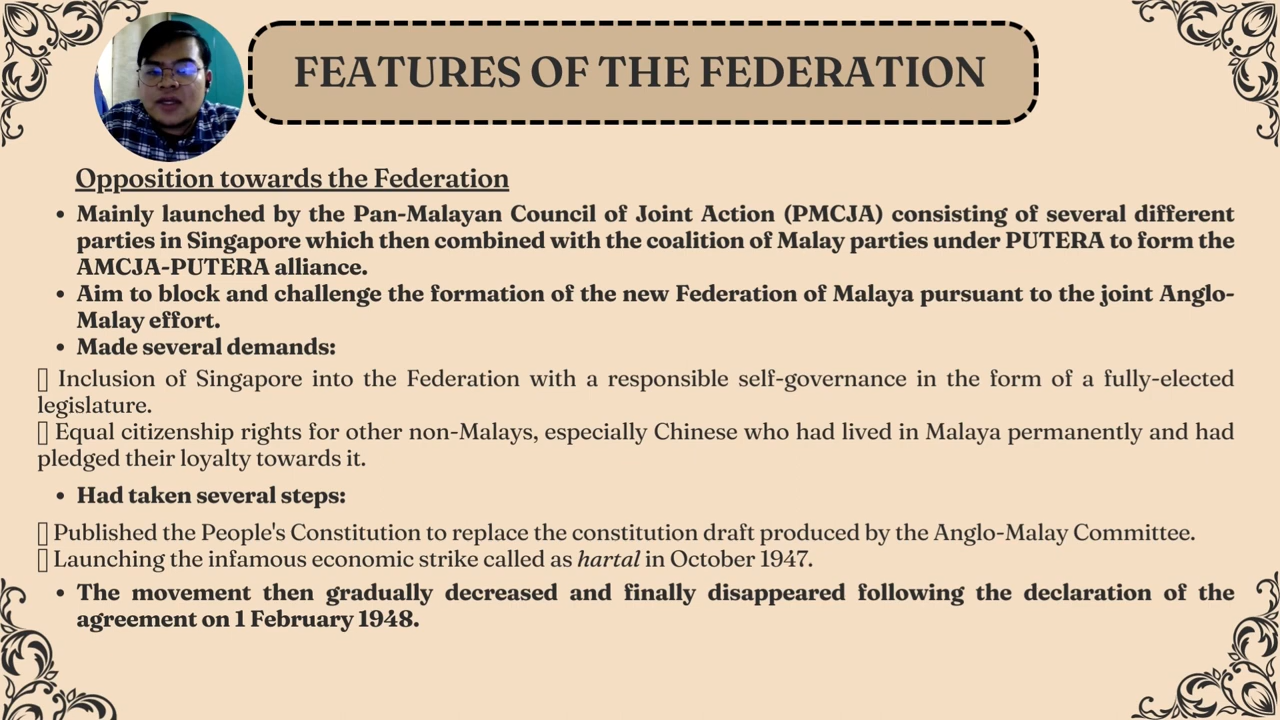 FEATURES OF THE FEDERATION
Opposition towards the Federation
• Mainly launched by the Pan-Malayan Council of Joint Action (PMCJA) consisting of several different
parties in Singapore which then combined with the coalition of Malay parties under PUTERA to form the
AMCJA-PUTERA alliance.
• Aim to block and challenge the formation of the new Federation of Malaya pursuant to the joint Anglo-
Malay effort.
• Made several demands:
▯ Inclusion of Singapore into the Federation with a responsible self-governance in the form of a fully-elected
legislature.
▯ Equal citizenship rights for other non-Malays, especially Chinese who had lived in Malaya permanently and had
pledged their loyalty towards it.
• Had taken several steps:
▯ Published the People's Constitution to replace the constitution draft produced by the Anglo-Malay Committee.
▯ Launching the infamous economic strike called as hartal in October 1947.
• The movement then gradually decreased and finally disappeared following the declaration of the
agreement on 1 February 1948.